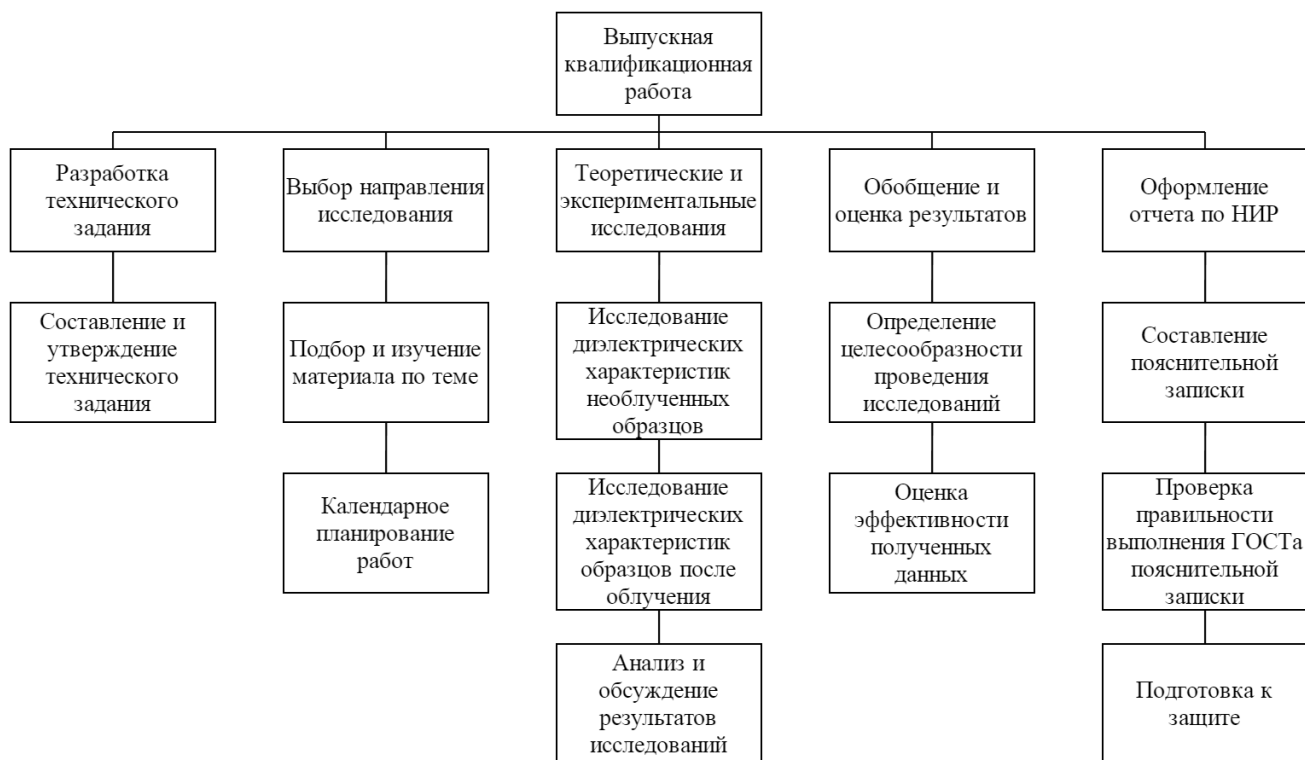 Выпускная
квалификационная
работа
Разработка
технического
задания
Выбор направления
исследования
Теоретические и
экспериментальные
исследования
Обобщение и
оценка результатов
Оформление
отчета по НИР
Составление и
утверждение
технического
задания
Подбор и изучение
материала по теме
Исследование
диэлектрических
характеристик
необлученных
образцов
Определение
целесообразности
проведения
исследований
Составление
пояснительной
записки
Календарное
планирование
работ
Исследование
диэлектрических
характеристик
образцов после
облучения
Оценка
эффективности
полученных
данных
Проверка
правильности
выполнения ГОСТа
пояснительной
записки
Анализ и
обсуждение
результатов
исследований
Подготовка к
защите